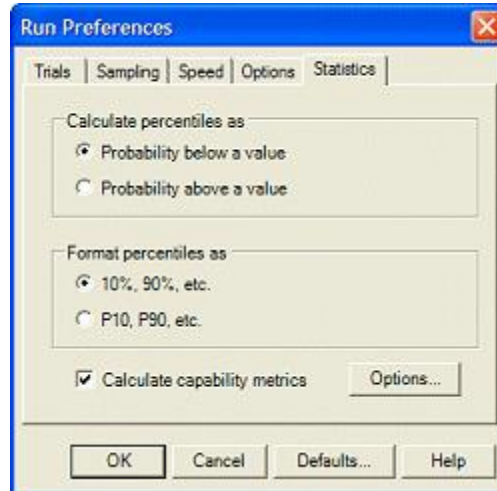 Run Preferences
Trials Sampling Speed Options Statistics
Calculate percentiles as
Probability below a value
Probability above a value
Format percentiles as
10%, 90%, etc.
P10, P90, etc.
Calculate capability metrics Options...
OK Cancel Defaults... Help